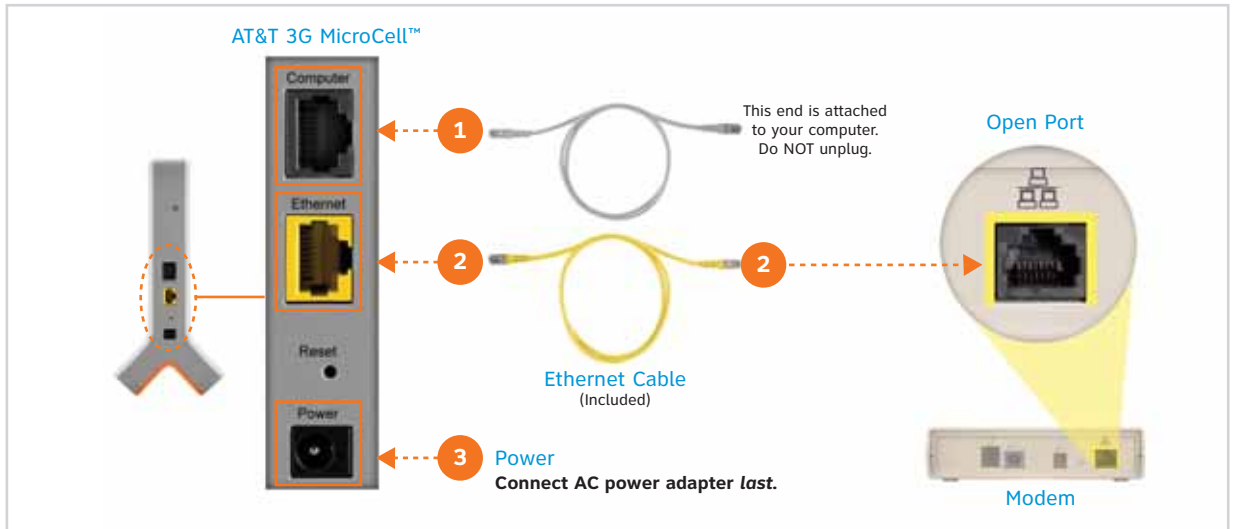 AT&T 3G MicroCell™
Computer
1
This end is attached
to your computer.
Do NOT unplug.
Open Port
Ethernet
2
2
Reset
Ethernet Cable
(Included)
Power
3
Power
Connect AC power adapter last.
Modem